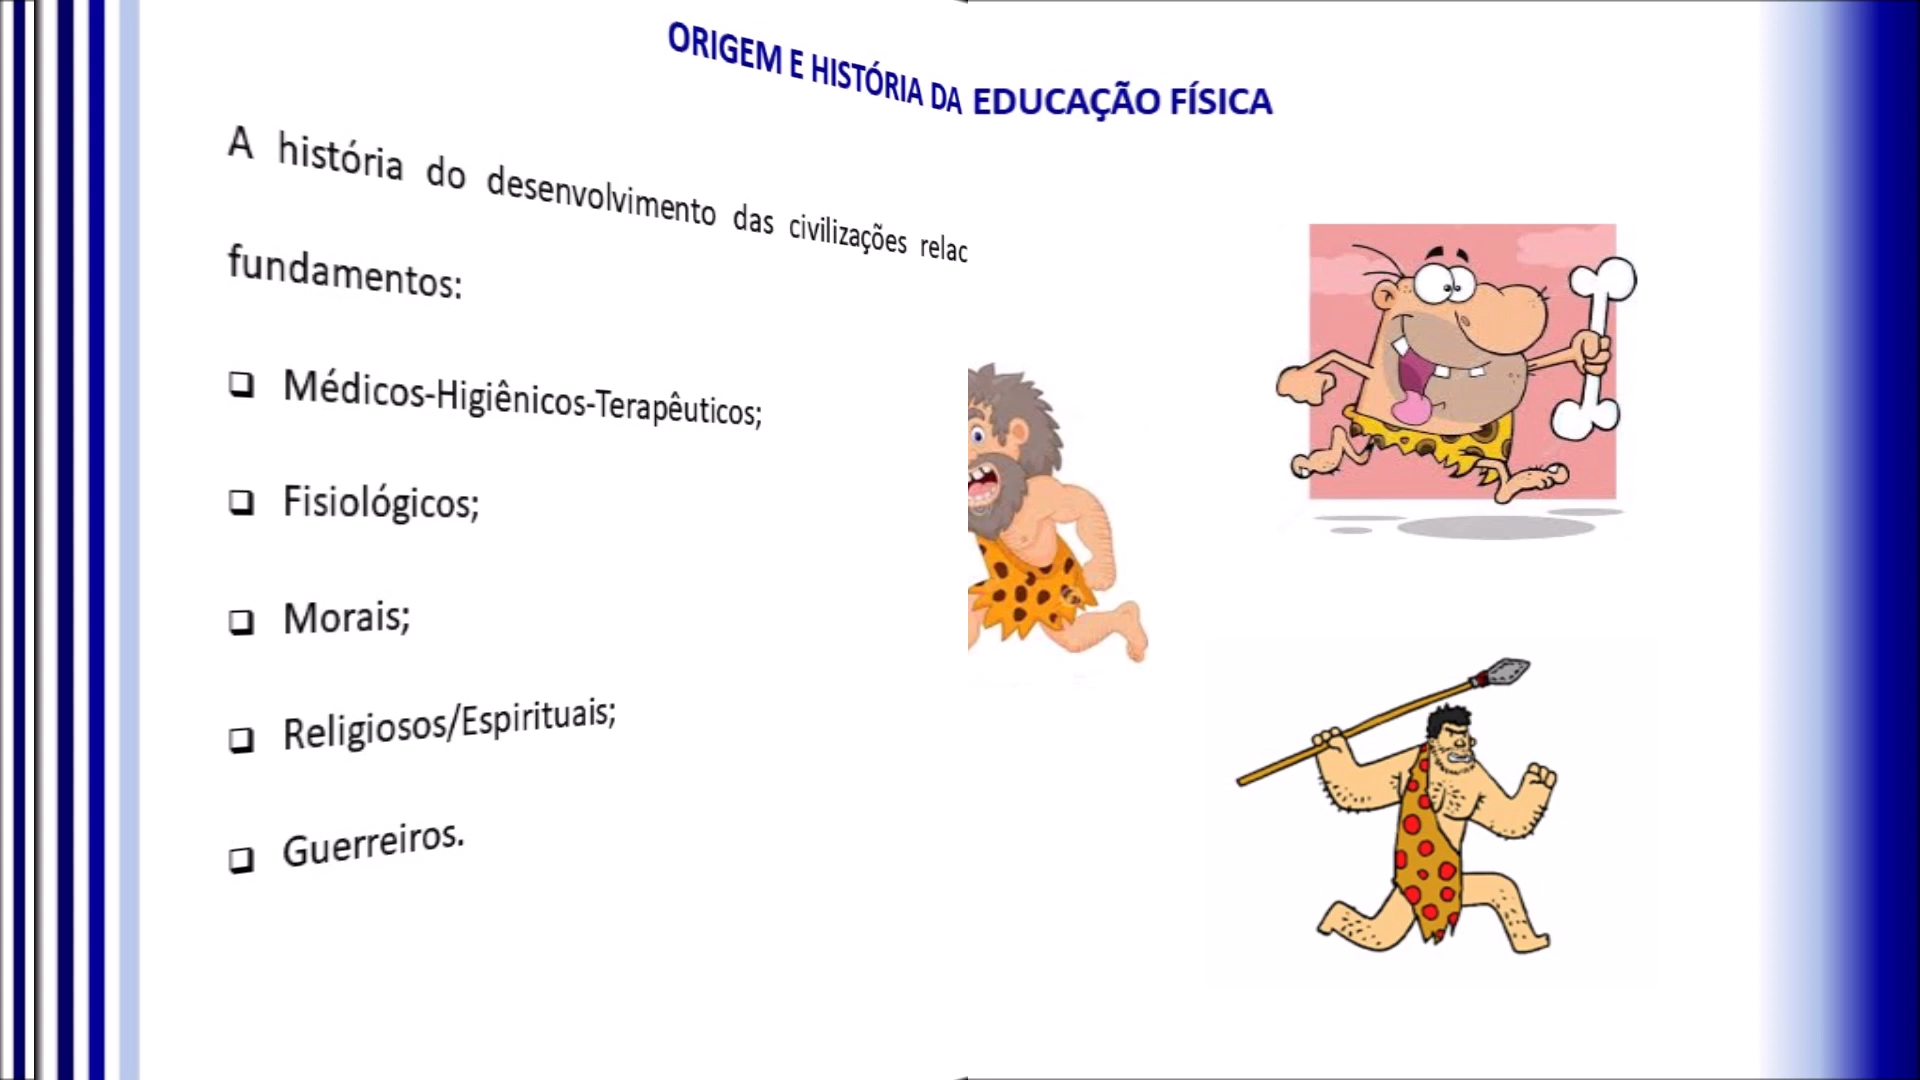 ORIGEM E HISTÓRIA DA EDUCAÇÃO FÍSICA
A história do desenvolvimento das civilizações relac
fundamentos:
❑ Médicos-Higiênicos-Terapêuticos;
❑ Fisiológicos;
❑ Morais;
❑ Religiosos/Espirituais;
❑ Guerreiros.